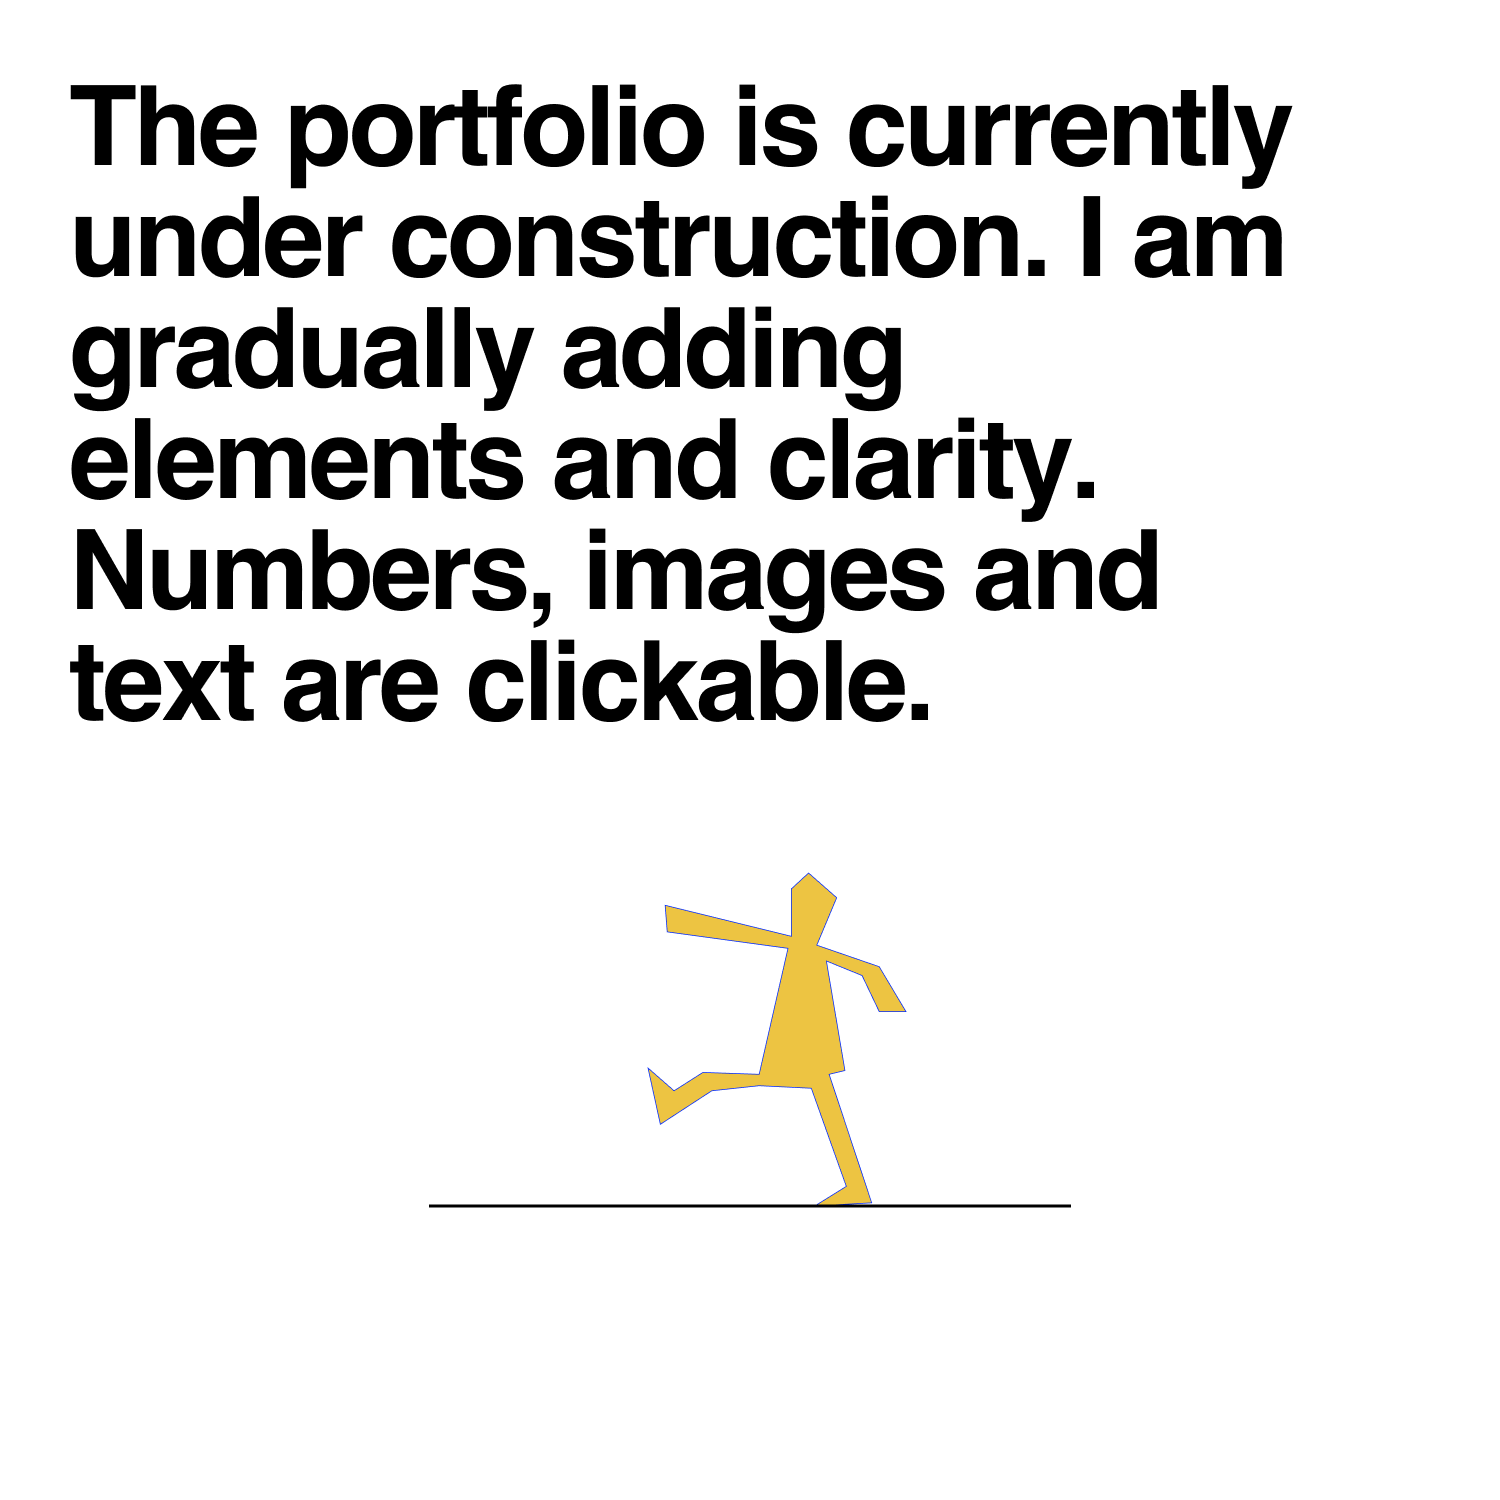 The portfolio is currently
under construction. I am
gradually adding
elements and clarity.
Numbers, images and
text are clickable.